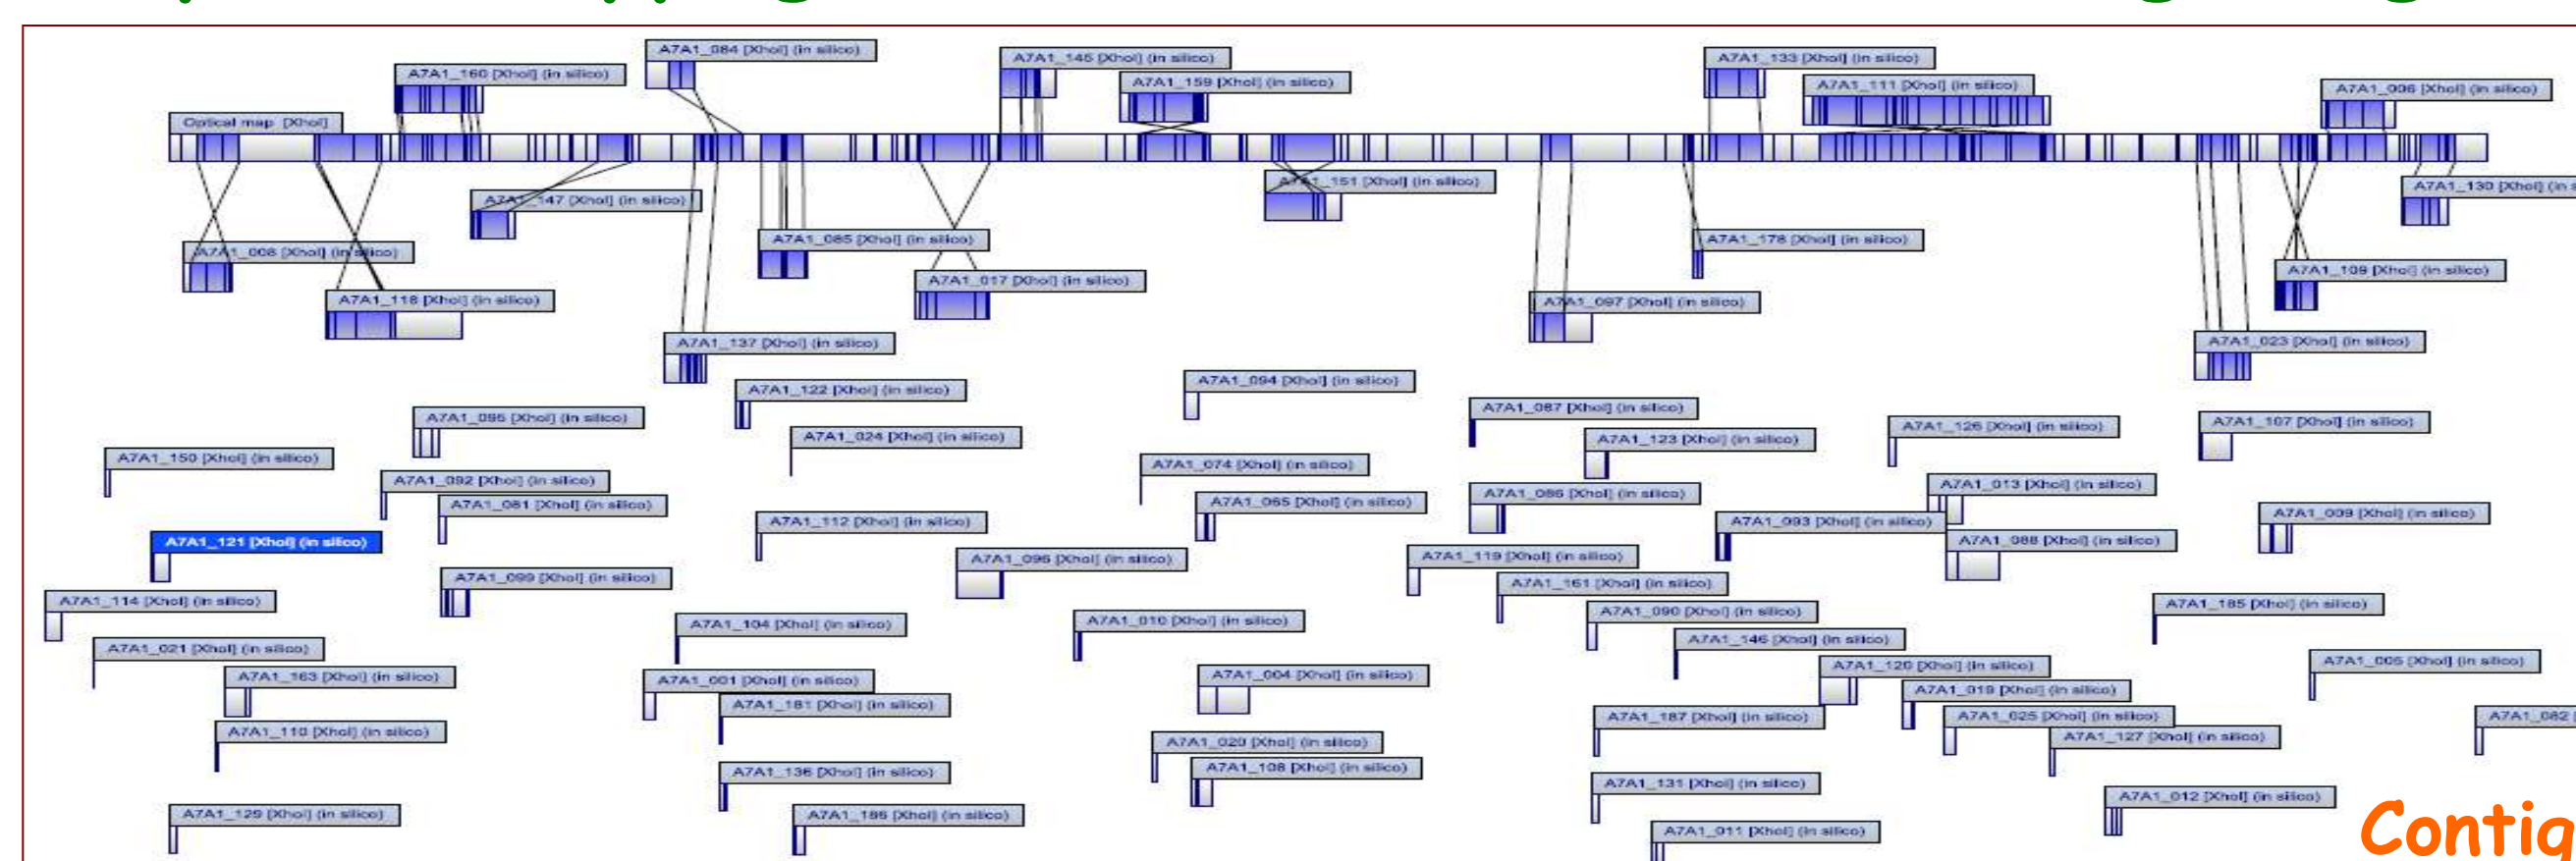 A7A1_084 [XhoI] (in silico)
A7A1_145 [XhoI] (in silico)
A7A1_133 [XhoI] (in silico)
A7A1_160 [XhoI] (in silico)
A7A1_159 [XhoI] (in silico)
A7A1_111 [XhoI] (in silico)
A7A1_006 [XhoI] (in silico)
Optical map [XhoI]
A7A1_151 [XhoI] (in silico)
A7A1_130 [XhoI] (in
A7A1_147 [XhoI] (in silico)
A7A1_085 [XhoI] (in silico)
A7A1_178 [XhoI] (in silico)
A7A1_008 [XhoI] (in silico)
A7A1_109 [XhoI] (in silico)
A7A1_017 [XhoI] (in silico)
A7A1_118 [XhoI] (in silico)
A7A1_097 [XhoI] (in silico)
A7A1_137 [XhoI] (in silico)
A7A1_023 [XhoI] (in silico)
A7A1_094 [XhoI] (in silico)
A7A1_122 [XhoI] (in silico)
A7A1_087 [XhoI] (in silico)
A7A1_095 [XhoI] (in silico)
A7A1_107 [XhoI] (in silico)
A7A1_126 [XhoI] (in silico)
A7A1_024 [XhoI] (in silico)
A7A1_123 [XhoI] (in silico)
A7A1_150 [XhoI] (in silico)
A7A1_074 [XhoI] (in silico)
A7A1_092 [XhoI] (in silico)
A7A1_013 [XhoI] (in silico)
A7A1_086 [XhoI] (in silico)
A7A1_081 [XhoI] (in silico)
A7A1_065 [XhoI] (in silico)
A7A1_009 [XhoI] (in silico)
A7A1_112 [XhoI] (in silico)
A7A1_093 [XhoI] (in silico)
A7A1_121 [XhoI] (in silico)
A7A1_088 [XhoI] (in silico)
A7A1_119 [XhoI] (in silico)
A7A1_096 [XhoI] (in silico)
A7A1_099 [XhoI] (in silico)
A7A1_161 [XhoI] (in silico)
A7A1_114 [XhoI] (in silico)
A7A1_185 [XhoI] (in silico)
A7A1_090 [XhoI] (in silico)
A7A1_010 [XhoI] (in silico)
A7A1_104 [XhoI] (in silico)
A7A1_146 [XhoI] (in silico)
A7A1_021 [XhoI] (in silico)
A7A1_005 [XhoI] (in silico)
A7A1_120 [XhoI] (in silico)
A7A1_004 [XhoI] (in silico)
A7A1_163 [XhoI] (in silico)
A7A1_001 [XhoI] (in silico)
A7A1_019 [XhoI] (in silico)
A7A1_181 [XhoI] (in silico)
A7A1_187 [XhoI] (in silico)
A7A1_025 [XhoI] (in silico)
A7A1_082
A7A1_110 [XhoI] (in silico)
A7A1_127 [XhoI] (in silico)
A7A1_020 [XhoI] (in silico)
A7A1_108 [XhoI] (in silico)
A7A1_136 [XhoI] (in silico)
A7A1_131 [XhoI] (in silico)
A7A1_012 [XhoI] (in silico)
A7A1_129 [XhoI] (in silico)
A7A1_186 [XhoI] (in silico)
A7A1_011 [XhoI] (in silico)
Contig